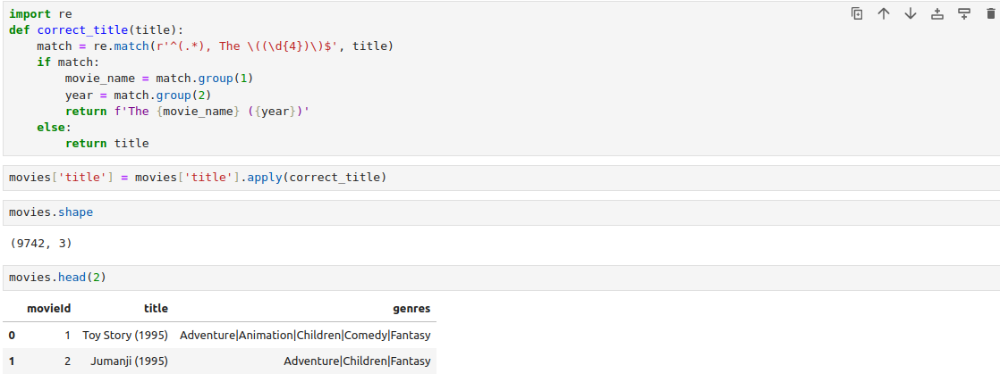 import re
def correct_title(title):
    match = re.match(r'^(.*), The \((\d{4})\)$', title)
    if match:
        movie_name = match.group(1)
        year = match.group(2)
        return f'The {movie_name} ({year})'
    else:
        return title
movies['title'] = movies['title'].apply(correct_title)
movies.shape
(9742, 3)
movies.head(2)
movieId title genres
0 1 Toy Story (1995) Adventure|Animation|Children|Comedy|Fantasy
1 2 Jumanji (1995) Adventure|Children|Fantasy